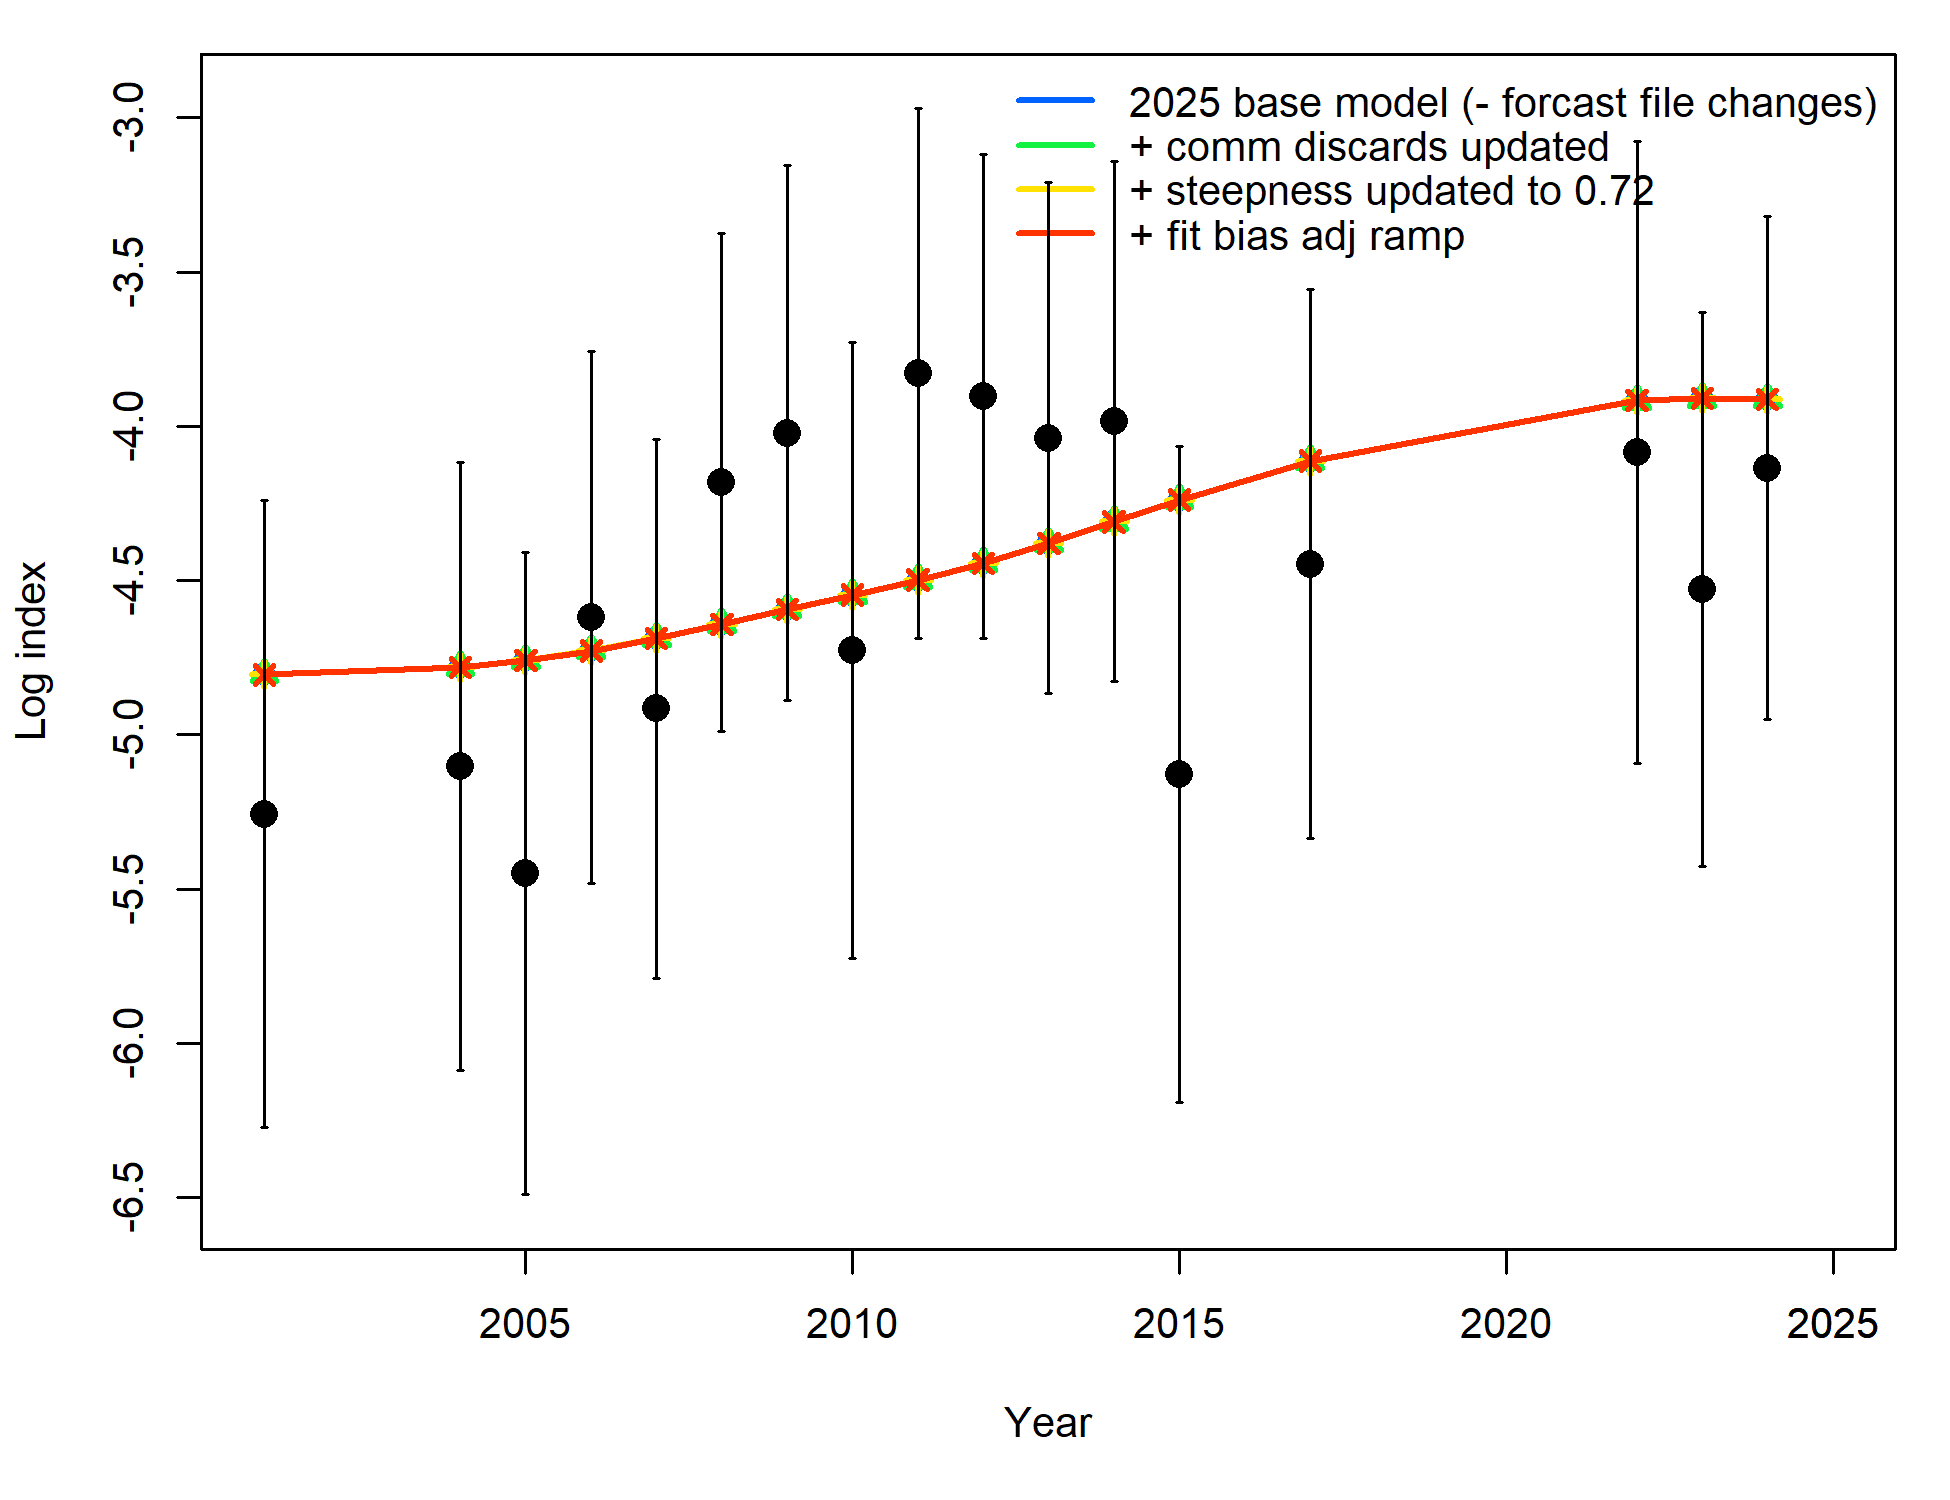 2025 base model (- forcast file changes)
+ comm discards updated
+ steepness updated to 0.72
+ fit bias adj ramp
-3.0
-3.5
-4.0
-4.5
-5.0
-5.5
-6.0
-6.5
Log index
2005 2010 2015 2020 2025
Year